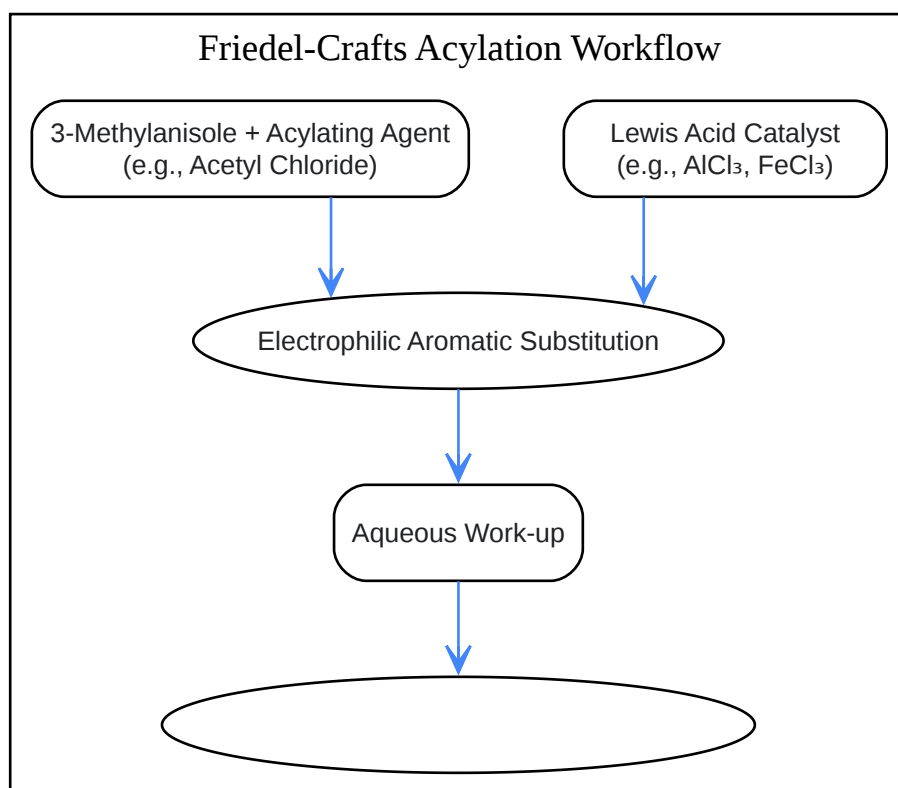 Friedel-Crafts Acylation Workflow
3-Methylanisole + Acylating Agent
(e.g., Acetyl Chloride)
Lewis Acid Catalyst
(e.g., AlCl₃, FeCl₃)
Electrophilic Aromatic Substitution
Aqueous Work-up